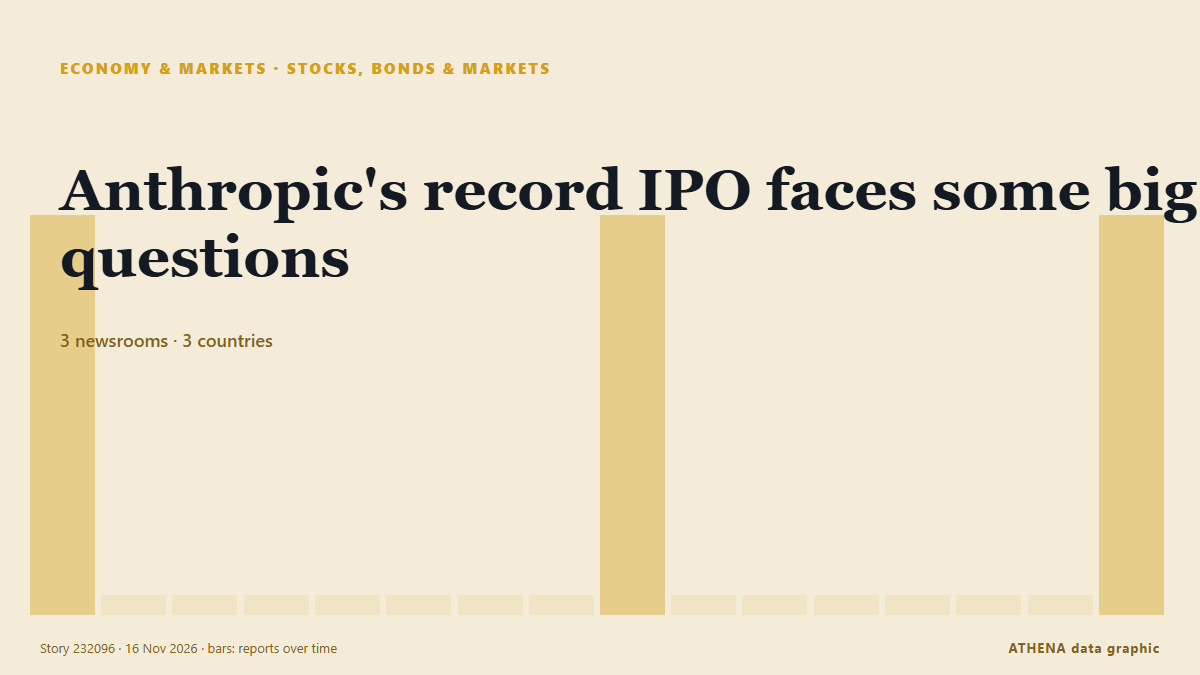 ECONOMY & MARKETS · STOCKS, BONDS & MARKETS
Anthropic's record IPO faces some big
questions
3 newsrooms · 3 countries
Story 232096 · 16 Nov 2026 · bars: reports over time
ATHENA data graphic